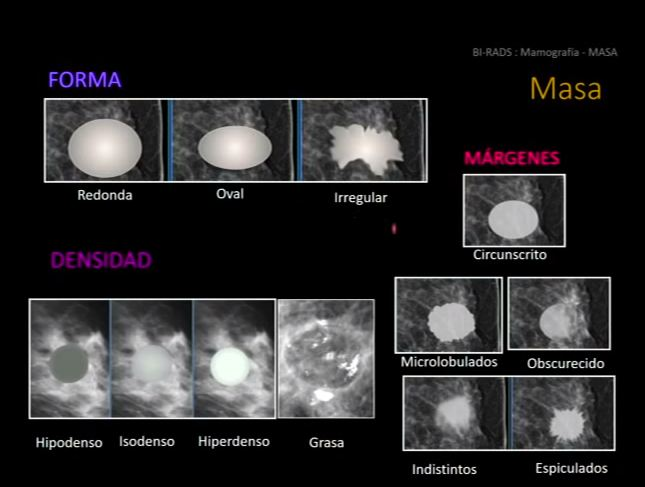 BI-RADS : Mamografía - MASA
Masa
FORMA
Redonda
Oval
Irregular
MÁRGENES
Circunscrito
Microlobulados
Obscurecido
Indistintos
Espiculados
DENSIDAD
Hipodenso
Isodenso
Hiperdenso
Grasa